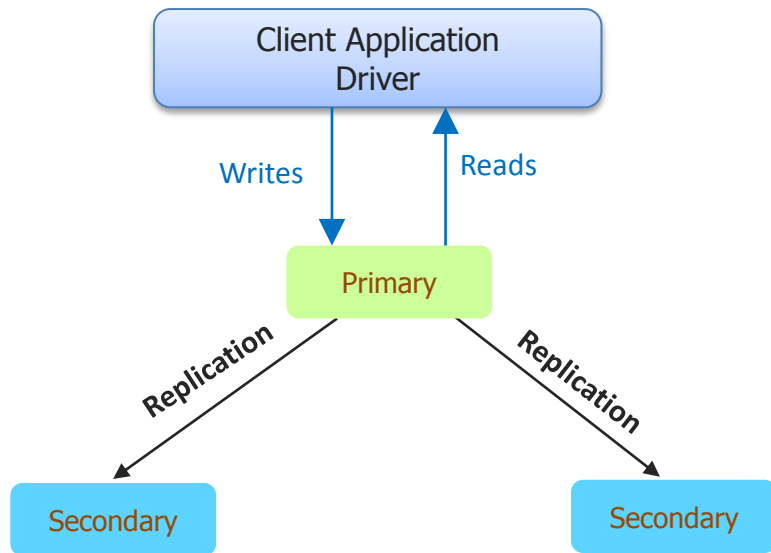 Client Application
Driver
Writes
Reads
Primary
Replication
Replication
Secondary
Secondary